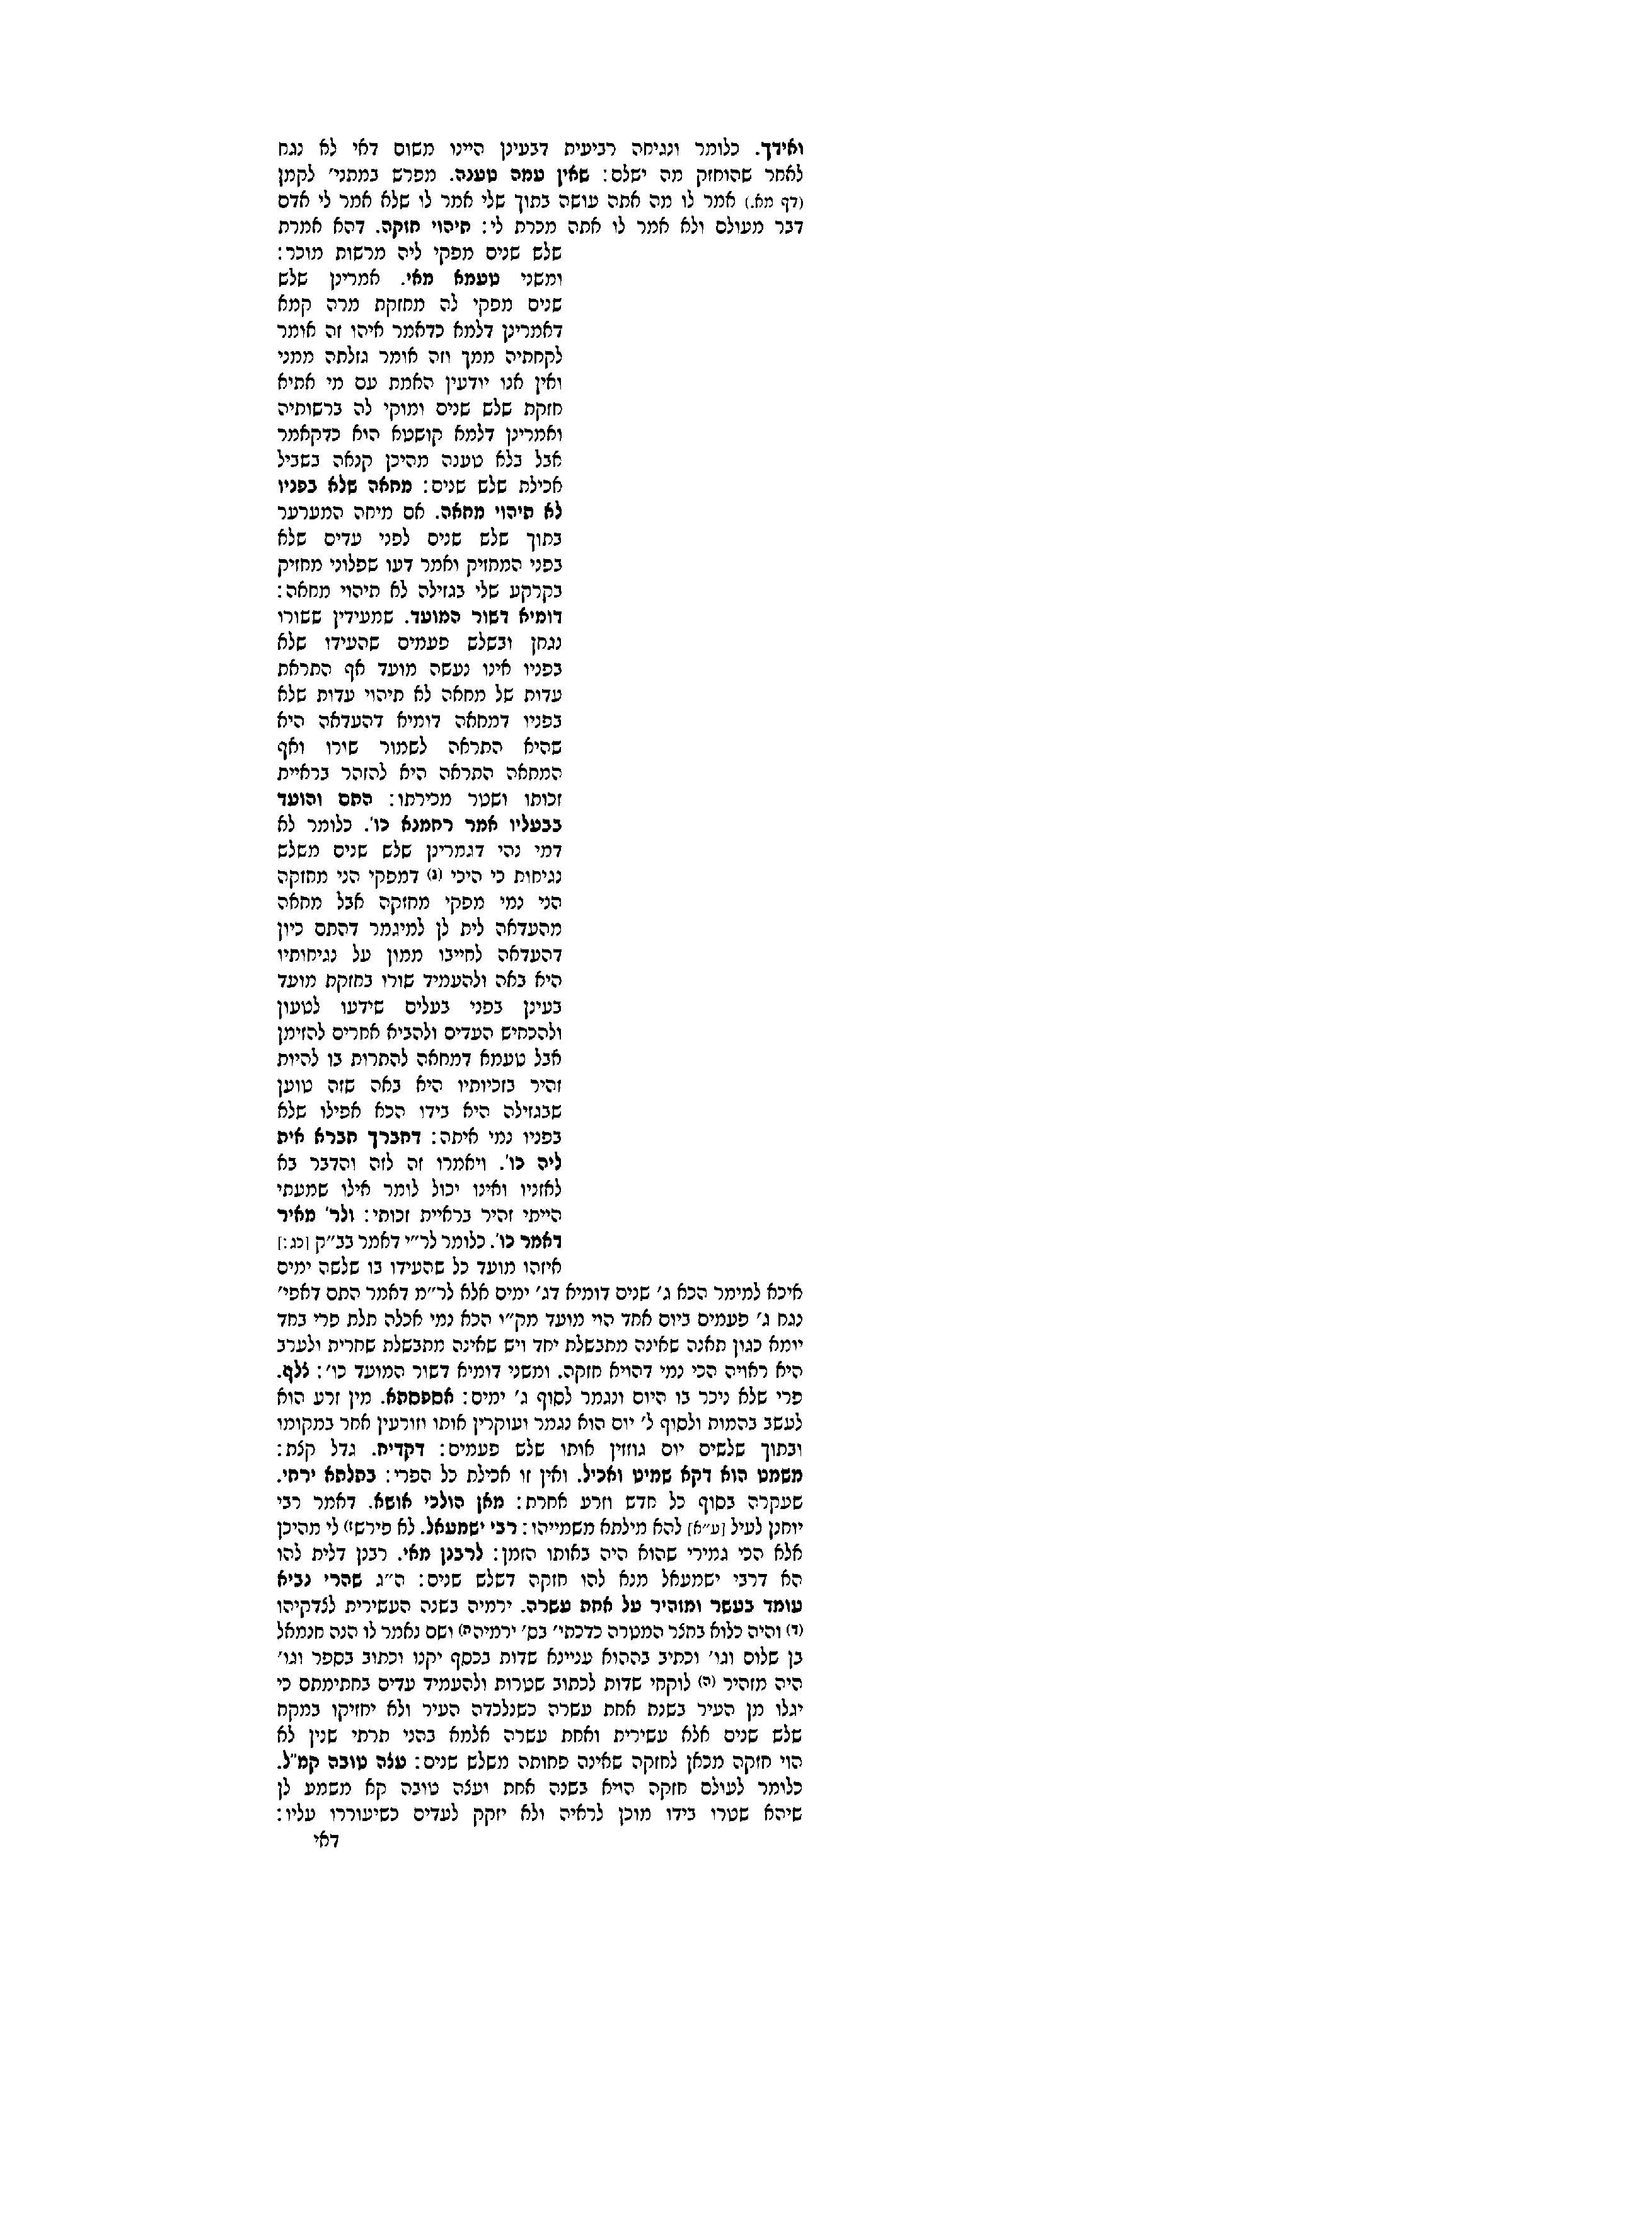 ואידך. כלומר ונגיחה רביעית דבעינן היינו משום דאי לא נגח
לאחר שהוחזק מה ישלם: שאין עמה טענה. מפרש במתני׳ לקמן
(דף מא.) אמר לו מה אתה עושה בתוך שלי אמר לו שלא אמר לי אדם
דבר מעולם ולא אמר לו אתה מכרת לי: תיהוי חזקה. דהא אמרת
שלש שנים מפקי ליה מרשות מוכר:
ומשני טעמא מאי. אמרינן שלש
שנים מפקי לה מחזקת מרה קמא
דאמרינן דלמא כדאמר איהו זה אומר
לקחתיה ממך וזה אומר גזלתה ממני
ואין אנו יודעין האמת עם מי אתיא
חזקת שלש שנים ומוקי לה ברשותיה
ואמרינן דלמא קושטא הוא כדקאמר
אבל בלא טענה מהיכן קנאה בשביל
אכילת שלש שנים: מחאה שלא בפניו
לא תיהוי מחאה. אם מיחה המערער
בתוך שלש שנים לפני עדים שלא
בפני המחזיק ואמר דעו שפלוני מחזיק
בקרקע שלי בגזילה לא תיהוי מחאה:
דומיא דשור המועד. שמעידין ששורו
נגחן ובשלש פעמים שהעידו שלא
בפניו אינו נעשה מועד אף התראת
עדות של מחאה לא תיהוי עדות שלא
בפניו דמחאה דומיא דהעדאה היא
שהיא התראה לשמור שורו ואף
המחאה התראה היא להזהר בראיית
זכותו ושטר מכירתו: התם והועד
בבעליו אמר רחמנא כו׳. כלומר לא
דמי נהי דגמרינן שלש שנים משלש
נגיחות כי היכי (ג) דמפקי הני מחזקה
הני נמי מפקי מחזקה אבל מחאה
מהעדאה לית לן למיגמר דהתם כיון
דהעדאה לחייבו ממון על נגיחותיו
היא באה ולהעמיד שורו בחזקת מועד
בעינן בפני בעלים שידעו לטעון
ולהכחיש העדים ולהביא אחרים להזימן
אבל טעמא דמחאה להתרות בו להיות
זהיר בזכיותיו היא באה שזה טוען
שבגזילה היא בידו הכא אפילו שלא
בפניו נמי איתה: דחברך חברא אית
ליה כו׳. ויאמרו זה לזה והדבר בא
לאזניו ואינו יכול לומר אילו שמעתי
הייתי זהיר בראיית זכותי: ולר׳ מאיר
דאמר כו׳. כלומר לר״י דאמר בב״ק [כג:]
איזהו מועד כל שהעידו בו שלשה ימים
איכא למימר הכא ג׳ שנים דומיא דג׳ ימים אלא לר״מ דאמר התם דאפי׳
נגח ג׳ פעמים ביום אחד הוי מועד מק״ו הכא נמי אכלה תלת פרי בחד
יומא כגון תאנה שאינה מתבשלת יחד ויש שאינה מתבשלת שחרית ולערב
היא ראויה הכי נמי דהויא חזקה. ומשני דומיא דשור המועד כו׳: צלף.
פרי שלא ניכר בו היום ונגמר לסוף ג׳ ימים: אספסתא. מין זרע הוא
לעשב בהמות ולסוף ל׳ יום הוא נגמר ועוקרין אותו וזורעין אחר במקומו
ובתוך שלשים יום גוזזין אותו שלש פעמים: דקדיח. גדל קצת:
משמט הוא דקא שמיט ואכיל. ואין זו אכילת כל הפרי: בתלתא ירחי.
שעקרה בסוף כל חדש וזרע אחרת: מאן הולכי אושא. דאמר רבי
יוחנן לעיל [ע״א] להא מילתא משמייהו: רבי ישמעאל. לא פירשז) לי מהיכן
אלא הכי גמירי שהוא היה באותו הזמן: לרבנן מאי. רבנן דלית להו
הא דרבי ישמעאל מנא להו חזקה דשלש שנים: ה״ג שהרי נביא
עומד בעשר ומזהיר על אחת עשרה. ירמיה בשנה העשירית לצדקיהו
(ד) והיה כלוא בחצר המטרה כדכתי׳ בס׳ ירמיהח) ושם נאמר לו הנה חנמאל
בן שלום וגו׳ וכתיב בההוא עניינא שדות בכסף יקנו וכתוב בספר וגו׳
היה מזהיר (ה) לוקחי שדות לכתוב שטרות ולהעמיד עדים בחתימתם כי
יגלו מן העיר בשנת אחת עשרה כשנלכדה העיר ולא יחזיקו במקח
שלש שנים אלא עשירית ואחת עשרה אלמא בהני תרתי שנין לא
הוי חזקה מכאן לחזקה שאינה פחותה משלש שנים: עצה טובה קמ״ל.
כלומר לעולם חזקה הויא בשנה אחת ועצה טובה קא משמע לן
שיהא שטרו בידו מוכן לראיה ולא יזקק לעדים כשיעוררו עליו:
דאי